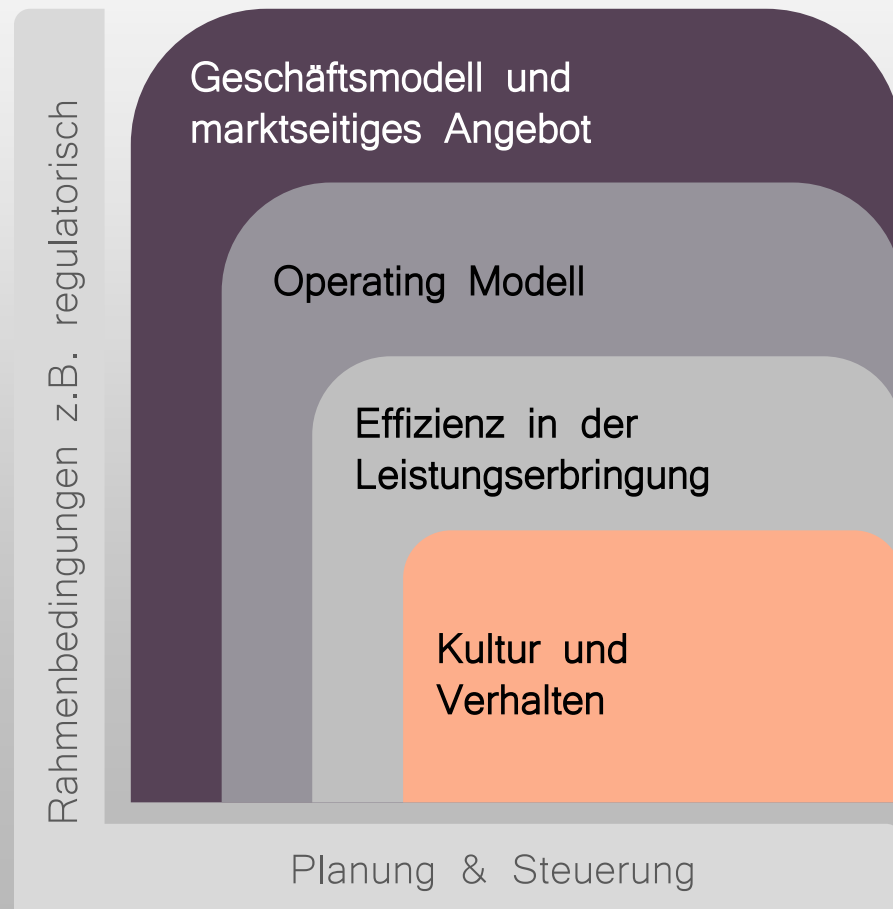 Rahmenbedingungen z.B. regulatorisch
Geschäftsmodell und
marktseitiges Angebot
Operating Modell
Effizienz in der
Leistungserbringung
Kultur und
Verhalten
Planung & Steuerung